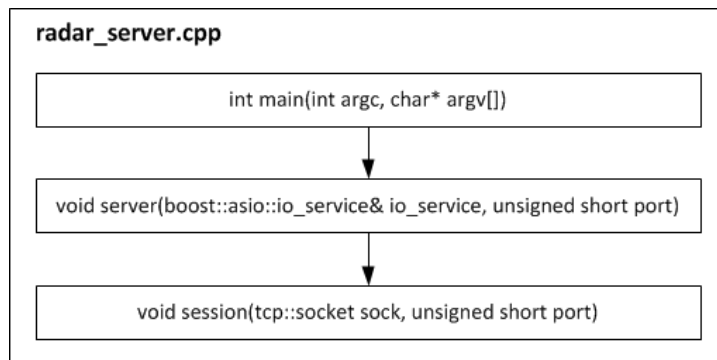 radar_server.cpp
int main(int argc, char* argv[])
void server(boost::asio::io_service& io_service, unsigned short port)
void session(tcp::socket sock, unsigned short port)